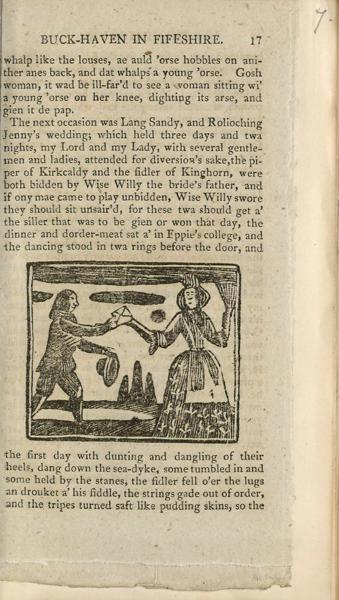 7.
BUCK-HAVEN IN FIFESHIRE. 17
whalp like the louses, ae auld 'orse hobbles on ani-
ther anes back, and dat whalps a young 'orse. Gosh
woman, it wad be ill-far'd to see a woman sitting wi'
a young 'orse on her knee, dighting its arse, and
gien it de pap.
The next occasion was Lang Sandy, and Rolioching
Jenny's wedding; which held three days and twa
nights, my Lord and my Lady, with several gentle-
men and ladies, attended for diversion's sake, the pi-
per of Kirkcaldy and the fidler of Kinghorn, were
both bidden by Wise Willy the bride's father, and
if ony mae came to play unbidden, Wise Willy swore
they should sit unsair'd, for these twa should get a'
the siller that was to be gien or won that day, the
dinner and dorder-meat sat a' in Eppie's college, and
the dancing stood in twa rings before the door, and
the first day with dunting and dangling of their
heels, dang down the sea-dyke, some tumbled in and
some held by the stanes, the fidler fell o'er the lugs
an drouket a' his fiddle, the strings gade out of order,
and the tripes turned saft like pudding skins, so the